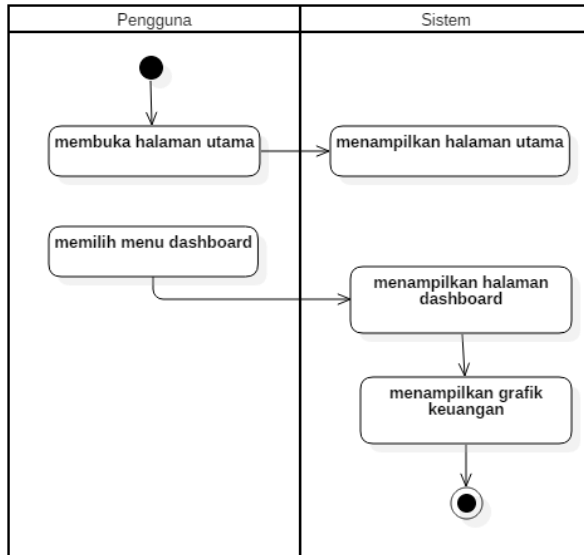 Pengguna
Sistem
membuka halaman utama
menampilkan halaman utama
memilih menu dashboard
menampilkan halaman
dashboard
menampilkan grafik
keuangan